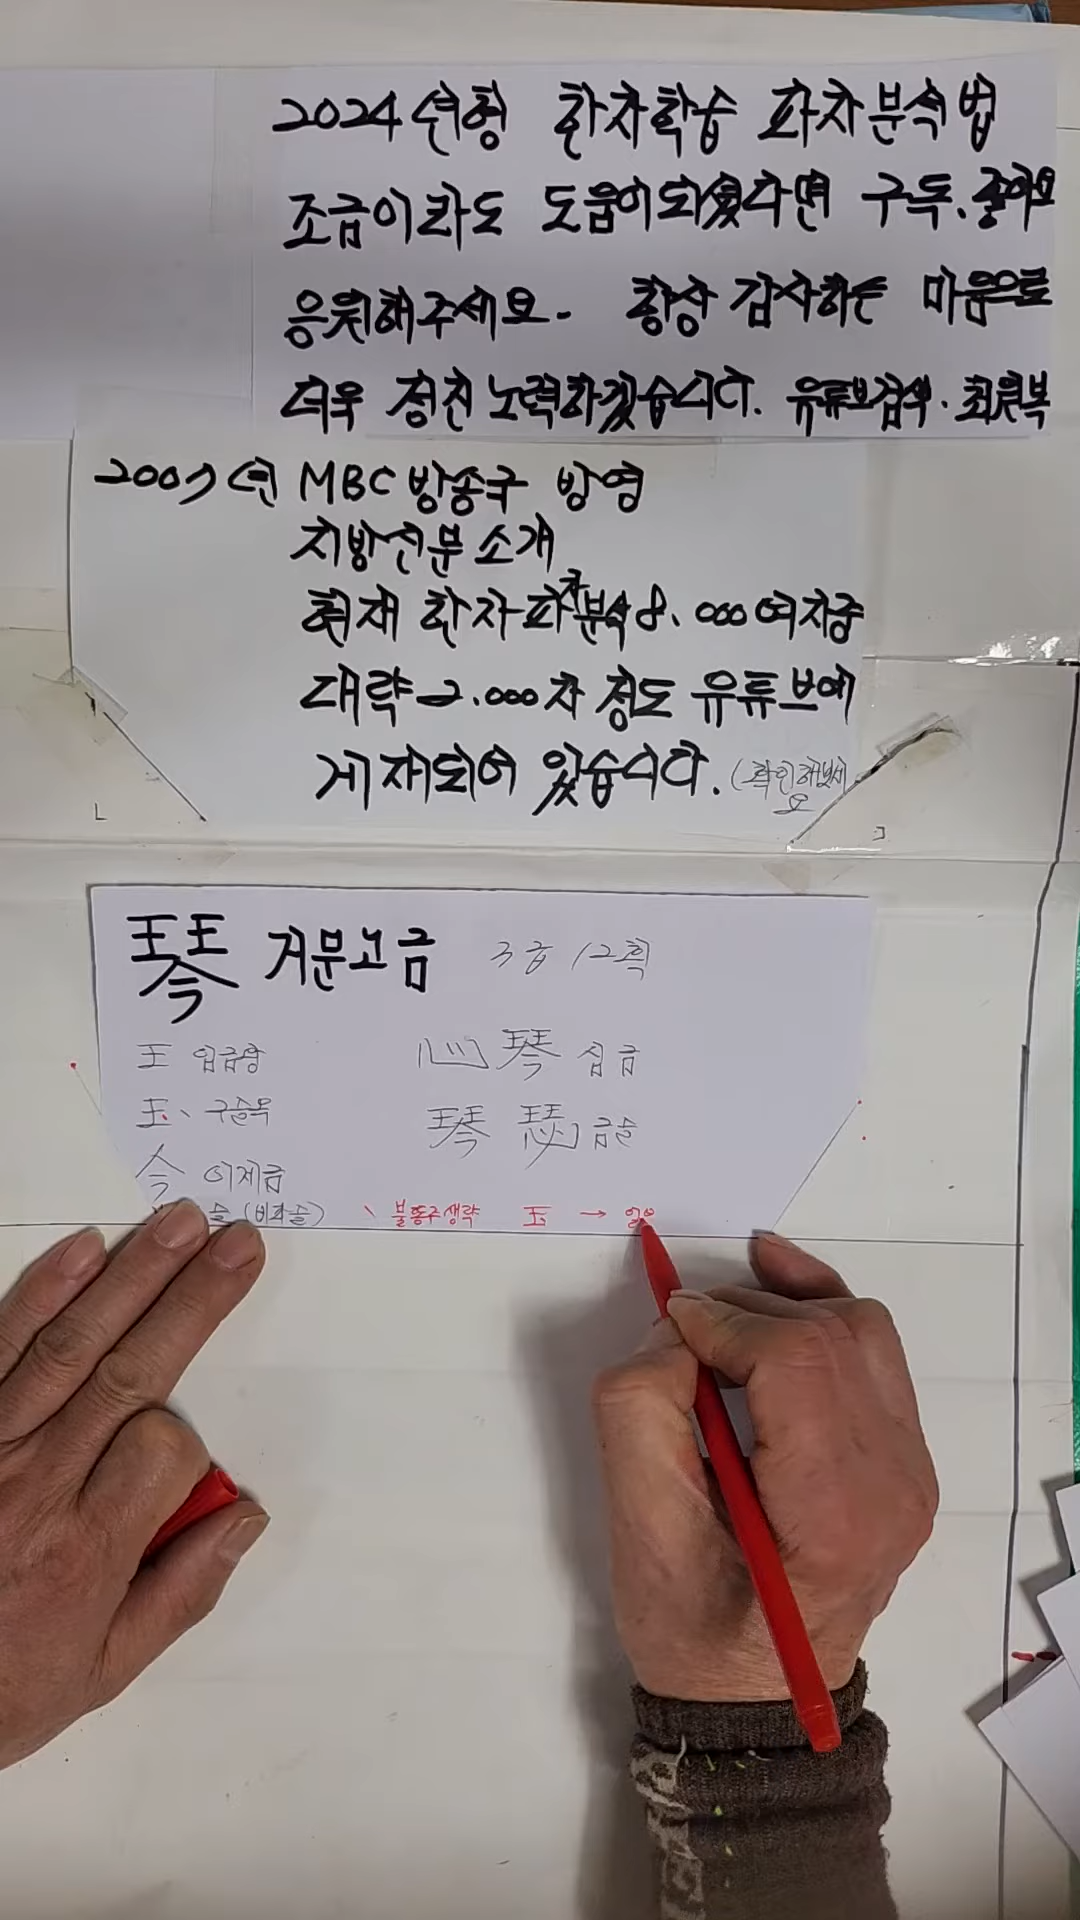 2024년형 한자학습 파자분석법
조금이라도 도움이되셨다면 구독, 좋아요
응원해주세요. 항상 감사하는 마음으로
더욱 정진 노력하겠습니다. 유튜브검색. 최원복
2007년 MBC 방송국 방영
지방신문 소개
현재 한자 파자분석 8.000여자중
대략 2.000자 정도 유튜브에
게재되어 있습니다. (확인해보세요
琴 거문고금 3급 12획
王 임금왕 心琴 심금
玉 丶 구슬옥 琴瑟 금슬
今 이제금
슬(비파슬) 丶 불똥주생략 玉 →